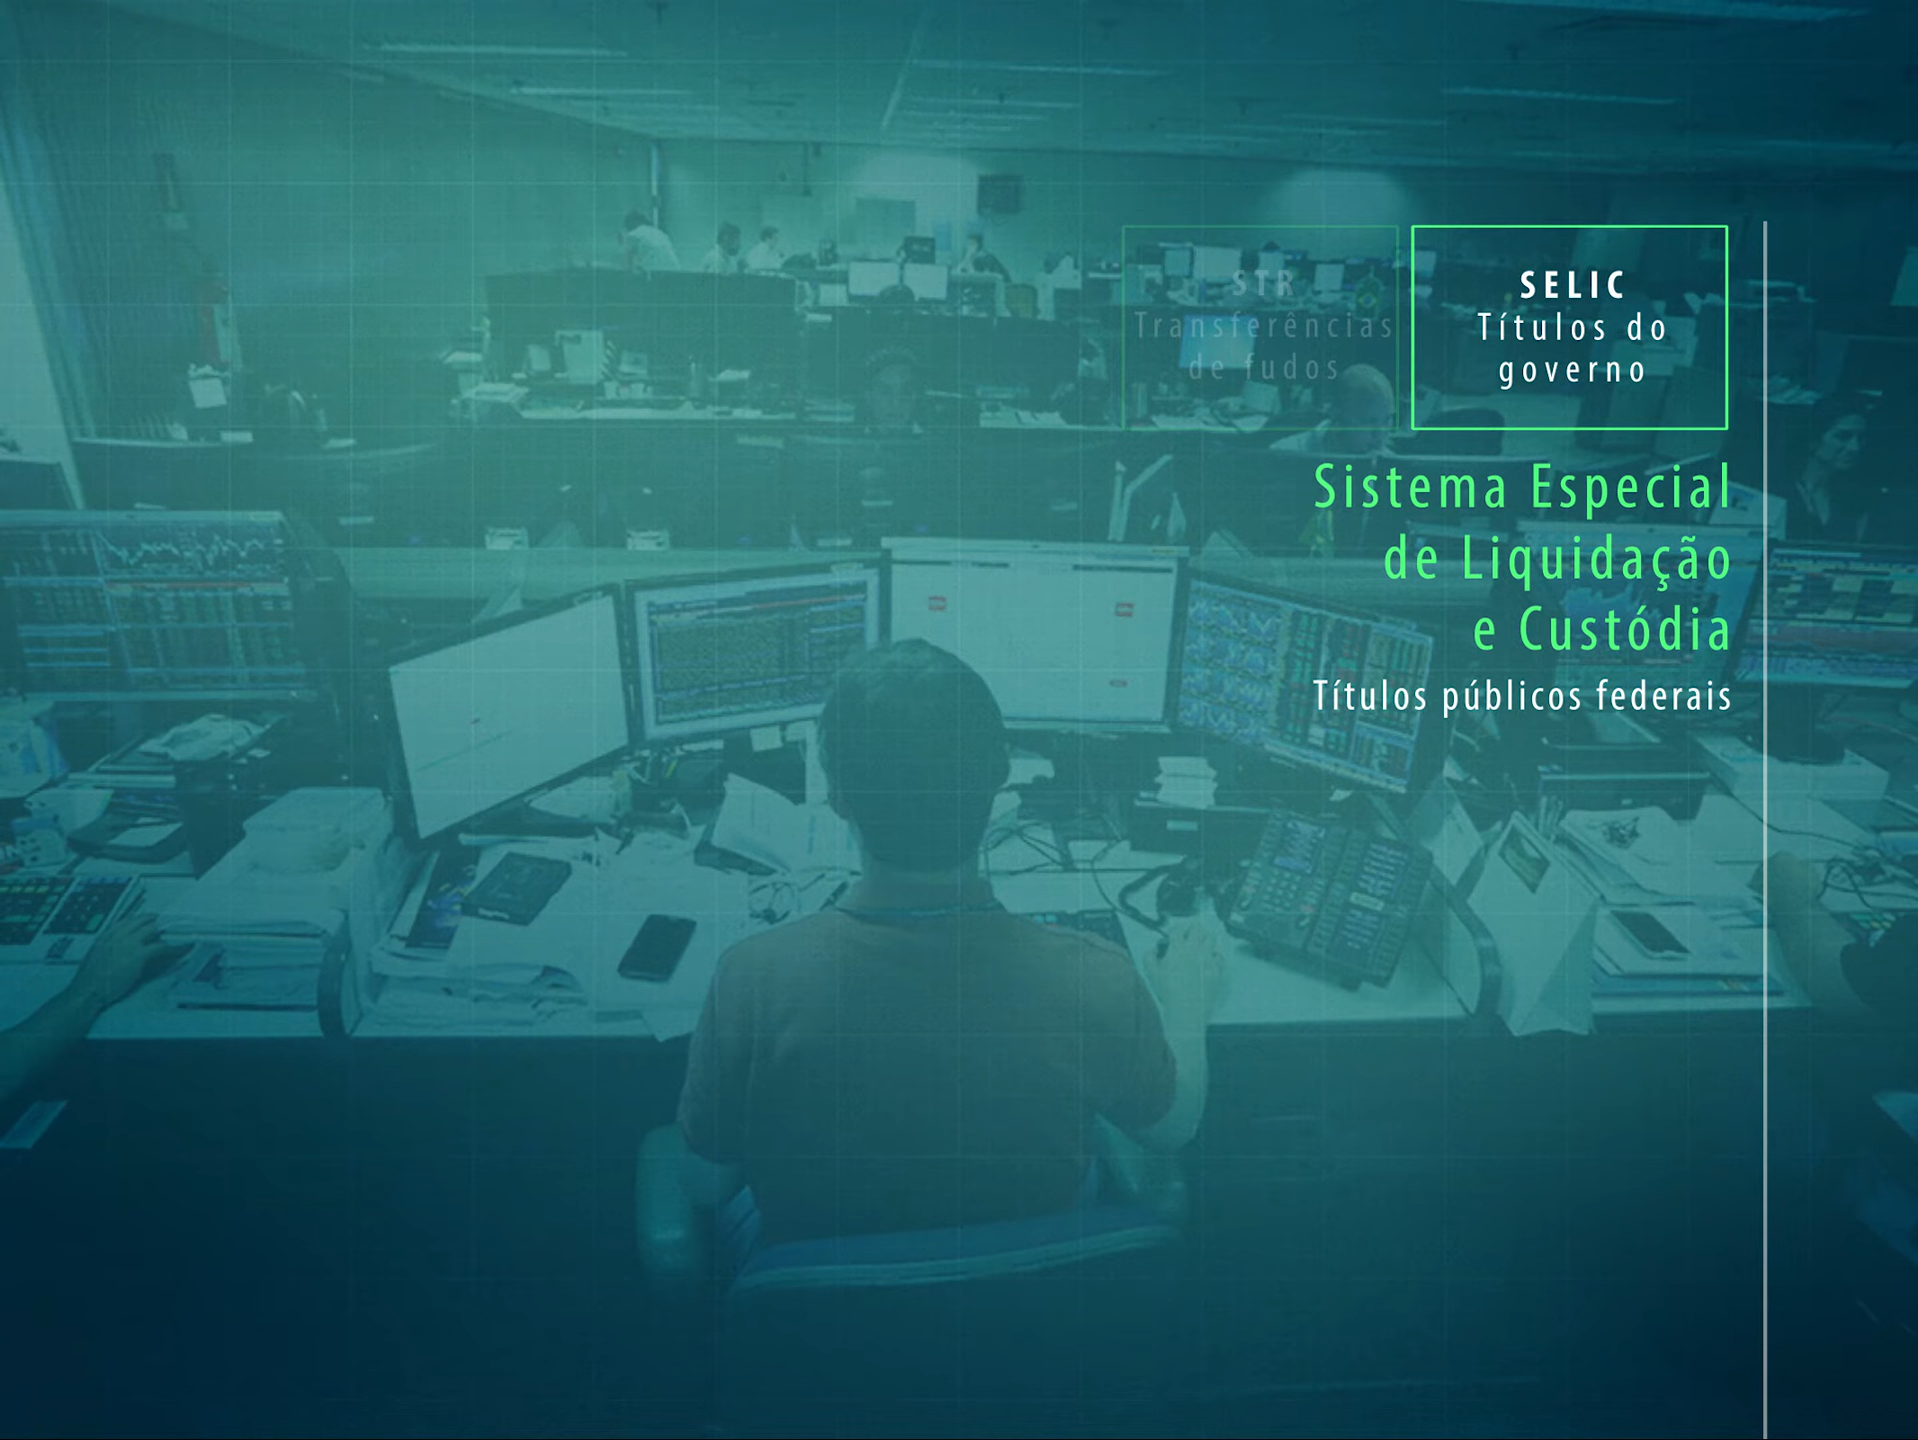 STR
Transferências
de fudos
SELIC
Títulos do
governo
Sistema Especial
de Liquidação
e Custódia
Títulos públicos federais